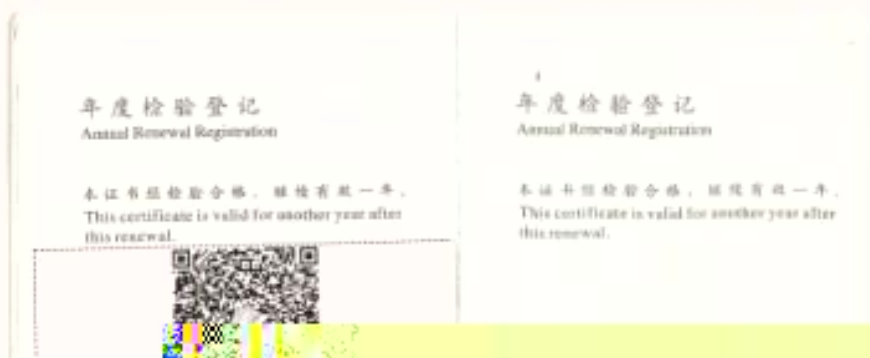 年度检验登记
Annual Renewal Registration
本证书经检验合格，继续有效一年。
This certificate is valid for another year after
this renewal.
年度检验登记
Annual Renewal Registration
本证书经检验合格，继续有效一年。
This certificate is valid for another year after
this renewal.